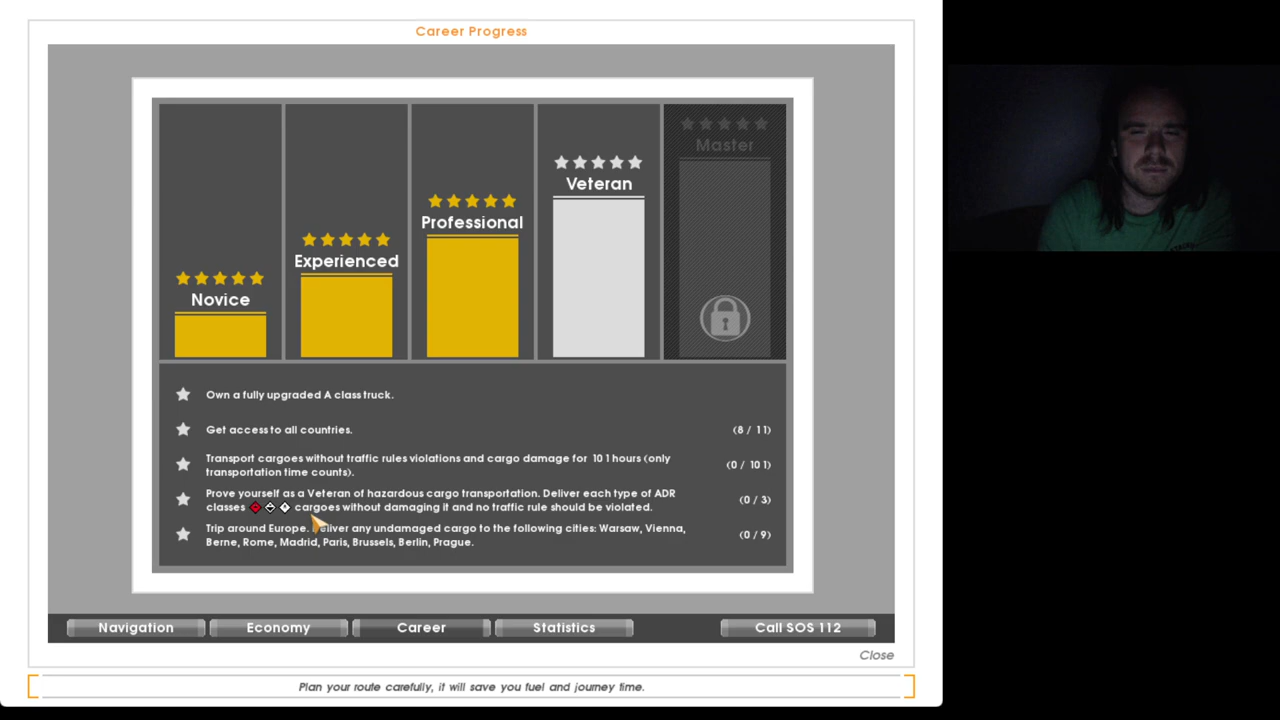 Career Progress
Master
Veteran
Professional
Experienced
Novice
Own a fully upgraded A class truck.
Get access to all countries. (8 / 11)
Transport cargoes without traffic rules violations and cargo damage for 101 hours (only
transportation time counts). (0 / 101)
Prove yourself as a Veteran of hazardous cargo transportation. Deliver each type of ADR
classes cargoes without damaging it and no traffic rule should be violated. (0 / 3)
Trip around Europe. Deliver any undamaged cargo to the following cities: Warsaw, Vienna,
Berne, Rome, Madrid, Paris, Brussels, Berlin, Prague. (0 / 9)
Navigation Economy Career Statistics Call SOS 112
Close
Plan your route carefully, it will save you fuel and journey time.